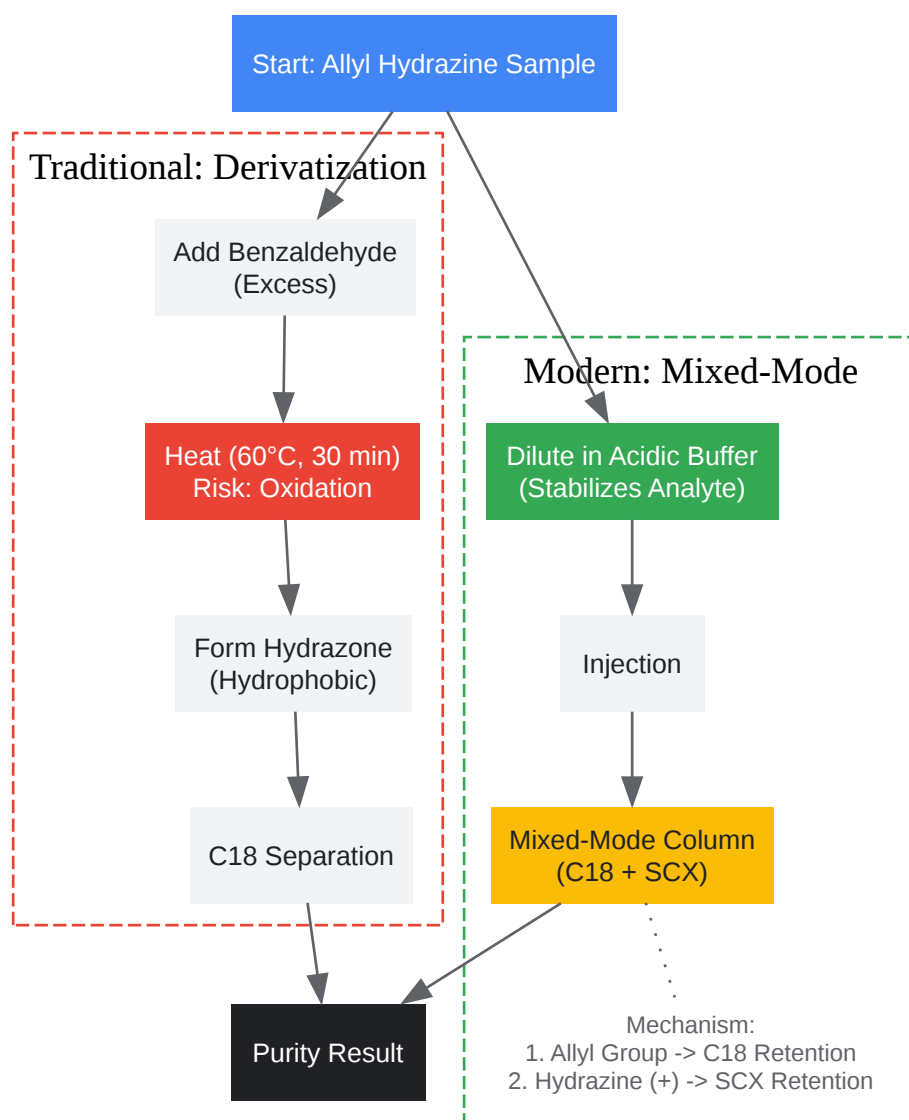 Start: Allyl Hydrazine Sample
Traditional: Derivatization
Add Benzaldehyde
(Excess)
Heat (60°C, 30 min)
Risk: Oxidation
Form Hydrazone
(Hydrophobic)
C18 Separation
Modern: Mixed-Mode
Dilute in Acidic Buffer
(Stabilizes Analyte)
Injection
Mixed-Mode Column
(C18 + SCX)
Mechanism:
1. Allyl Group -> C18 Retention
2. Hydrazine (+) -> SCX Retention
Purity Result